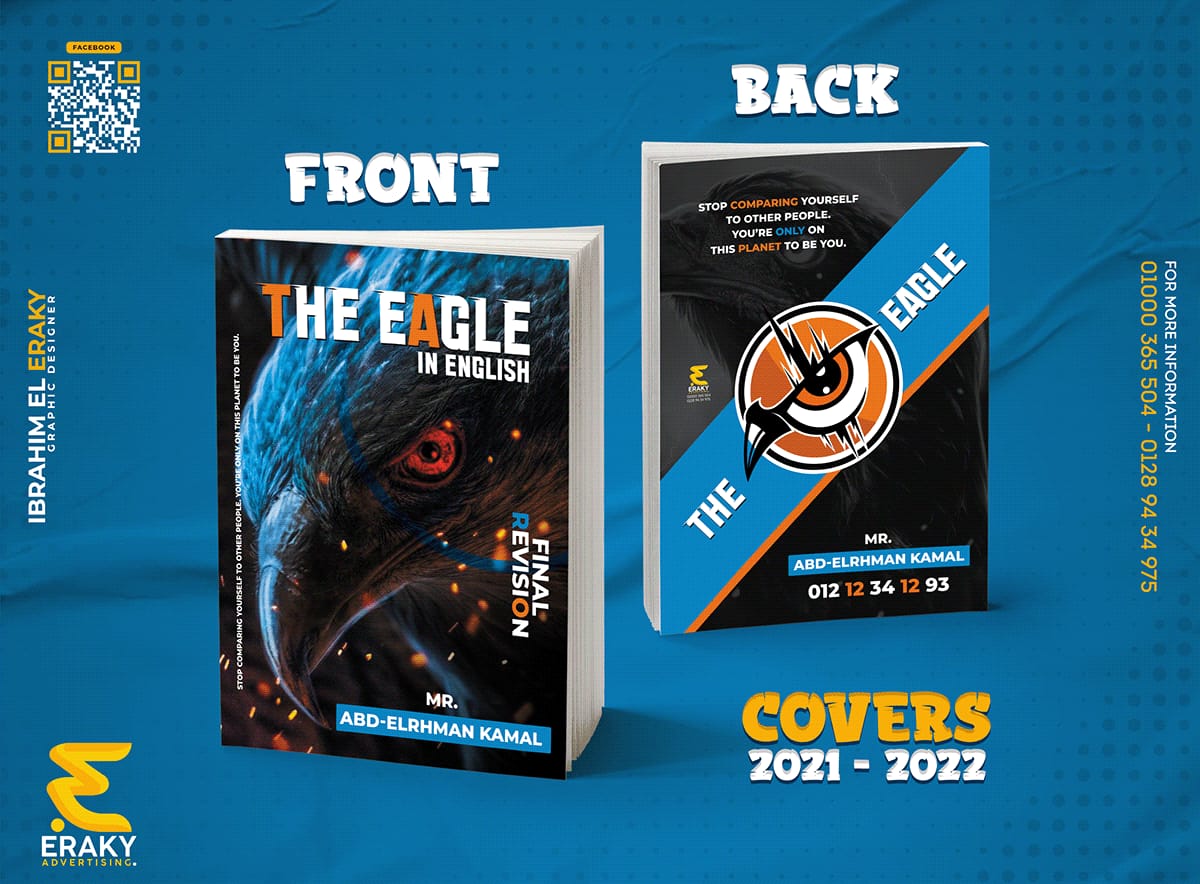 FACEBOOK
FRONT
BACK
THE EAGLE
IN ENGLISH
STOP COMPARING YOURSELF TO OTHER PEOPLE. YOU'RE ONLY ON THIS PLANET TO BE YOU.
FINAL
REVISION
MR.
ABD-ELRHMAN KAMAL
STOP COMPARING YOURSELF
TO OTHER PEOPLE.
YOU'RE ONLY ON
THIS PLANET TO BE YOU.
THE EAGLE
ERAKY
MR.
ABD-ELRHMAN KAMAL
012 12 34 12 93
IBRAHIM EL ERAKY
GRAPHIC DESIGNER
FOR MORE INFORMATION
01000 365 504 - 0128 94 34 975
COVERS
2021 - 2022
ERAKY
ADVERTISING.